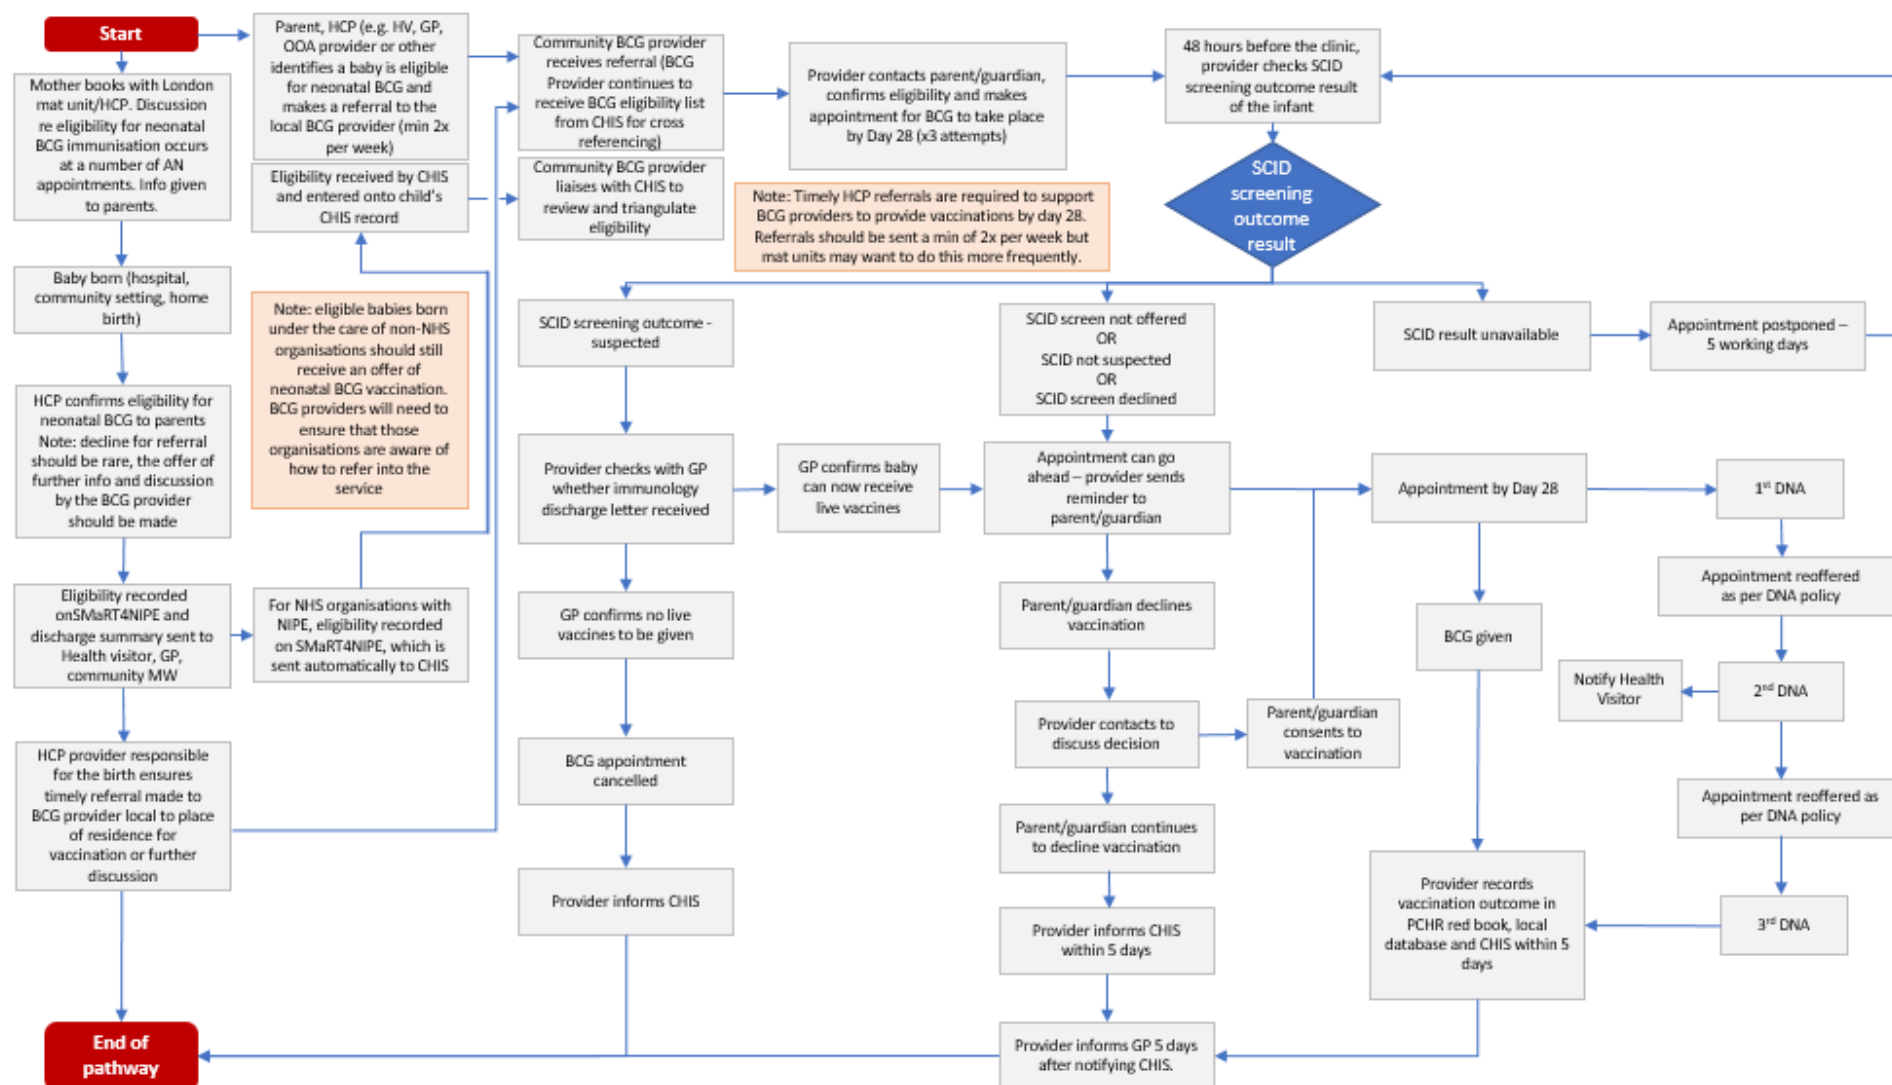 Start
Mother books with London
mat unit/HCP. Discussion
re eligibility for neonatal
BCG immunisation occurs
at a number of AN
appointments. Info given
to parents.
Baby born (hospital,
community setting, home
birth)
HCP confirms eligibility for
neonatal BCG to parents
Note: decline for referral
should be rare, the offer of
further info and discussion
by the BCG provider
should be made
Eligibility recorded
onSMaRT4NIPE and
discharge summary sent to
Health visitor, GP,
community MW
HCP provider responsible
for the birth ensures
timely referral made to
BCG provider local to place
of residence for
vaccination or further
discussion
End of
pathway
Parent, HCP (e.g. HV, GP,
OOA provider or other
identifies a baby is eligible
for neonatal BCG and
makes a referral to the
local BCG provider (min 2x
per week)
Eligibility received by CHIS
and entered onto child's
CHIS record
Note: eligible babies born
under the care of non-NHS
organisations should still
receive an offer of
neonatal BCG vaccination.
BCG providers will need to
ensure that those
organisations are aware of
how to refer into the
service
For NHS organisations with
NIPE, eligibility recorded
on SMaRT4NIPE, which is
sent automatically to CHIS
Community BCG provider
receives referral (BCG
Provider continues to
receive BCG eligibility list
from CHIS for cross
referencing)
Community BCG provider
liaises with CHIS to
review and triangulate
eligibility
Provider contacts parent/guardian,
confirms eligibility and makes
appointment for BCG to take place
by Day 28 (x3 attempts)
Note: Timely HCP referrals are required to support
BCG providers to provide vaccinations by day 28.
Referrals should be sent a min of 2x per week but
mat units may want to do this more frequently.
48 hours before the clinic,
provider checks SCID
screening outcome result
of the infant
SCID
screening
outcome
result
SCID screening outcome -
suspected
Provider checks with GP
whether immunology
discharge letter received
GP confirms no live
vaccines to be given
BCG appointment
cancelled
Provider informs CHIS
GP confirms baby
can now receive
live vaccines
SCID screen not offered
OR
SCID not suspected
OR
SCID screen declined
Appointment can go
ahead – provider sends
reminder to
parent/guardian
Parent/guardian declines
vaccination
Provider contacts to
discuss decision
Parent/guardian
consents to
vaccination
Parent/guardian continues
to decline vaccination
Provider informs CHIS
within 5 days
Provider informs GP 5 days
after notifying CHIS.
SCID result unavailable
Appointment postponed –
5 working days
Appointment by Day 28
BCG given
Provider records
vaccination outcome in
PCHR red book, local
database and CHIS within 5
days
1st DNA
Appointment reoffered
as per DNA policy
2nd DNA
Notify Health
Visitor
Appointment reoffered as
per DNA policy
3rd DNA